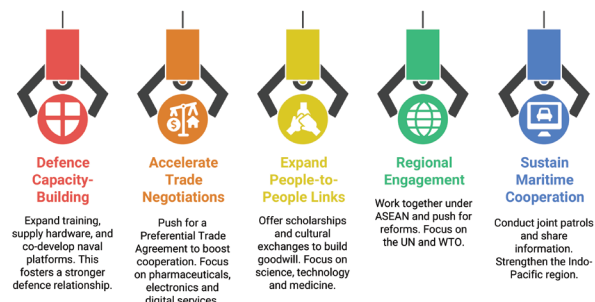 Defence
Capacity-
Building
Expand training,
supply hardware, and
co-develop naval
platforms. This
fosters a stronger
defence relationship.
Accelerate
Trade
Negotiations
Push for a
Preferential Trade
Agreement to boost
cooperation. Focus
on pharmaceuticals,
electronics and
digital services
Expand
People-to-
People Links
Offer scholarships
and cultural
exchanges to build
goodwill. Focus on
science, technology
and medicine.
Regional
Engagement
Work together under
ASEAN and push for
reforms. Focus on
the UN and WTO.
Sustain
Maritime
Cooperation
Conduct joint patrols
and share
information.
Strengthen the Indo-
Pacific region.